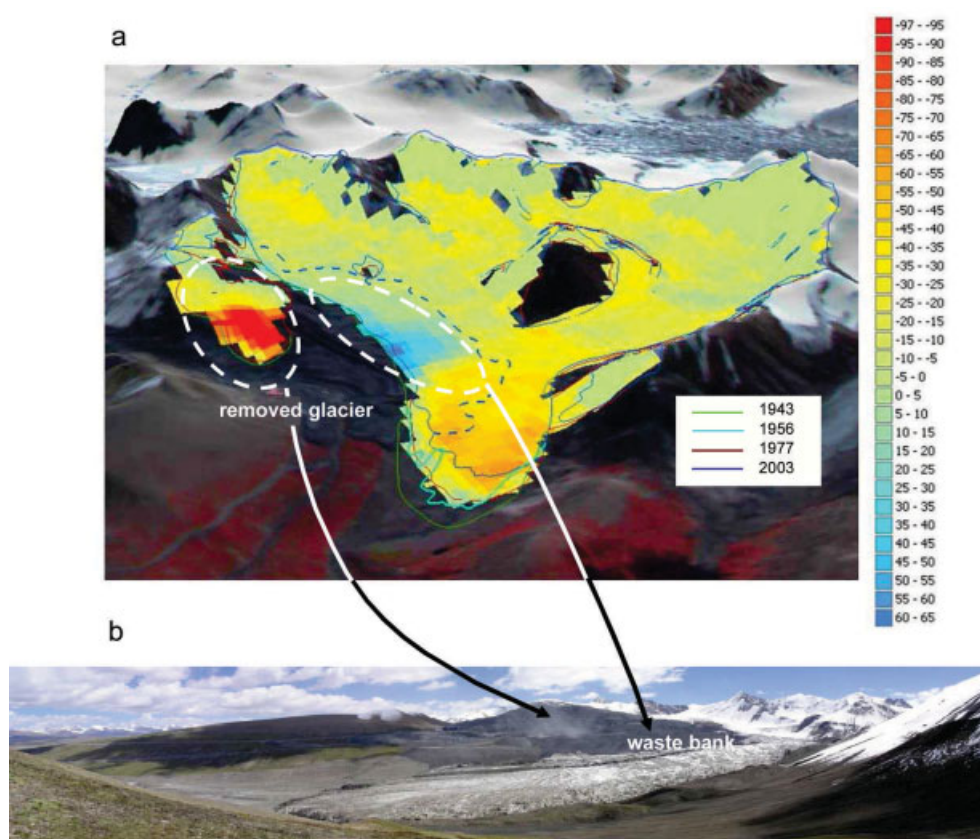 a
-97 - -95
-95 - -90
-90 - -85
-85 - -80
-80 - -75
-75 - -70
-70 - -65
-65 - -60
-60 - -55
-55 - -50
-50 - -45
-45 - -40
-40 - -35
-35 - -30
-30 - -25
-25 - -20
-20 - -15
-15 - -10
-10 - -5
-5 - 0
0 - 5
5 - 10
10 - 15
15 - 20
20 - 25
25 - 30
30 - 35
35 - 40
40 - 45
45 - 50
50 - 55
55 - 60
60 - 65
removed glacier
1943
1956
1977
2003
b
waste bank